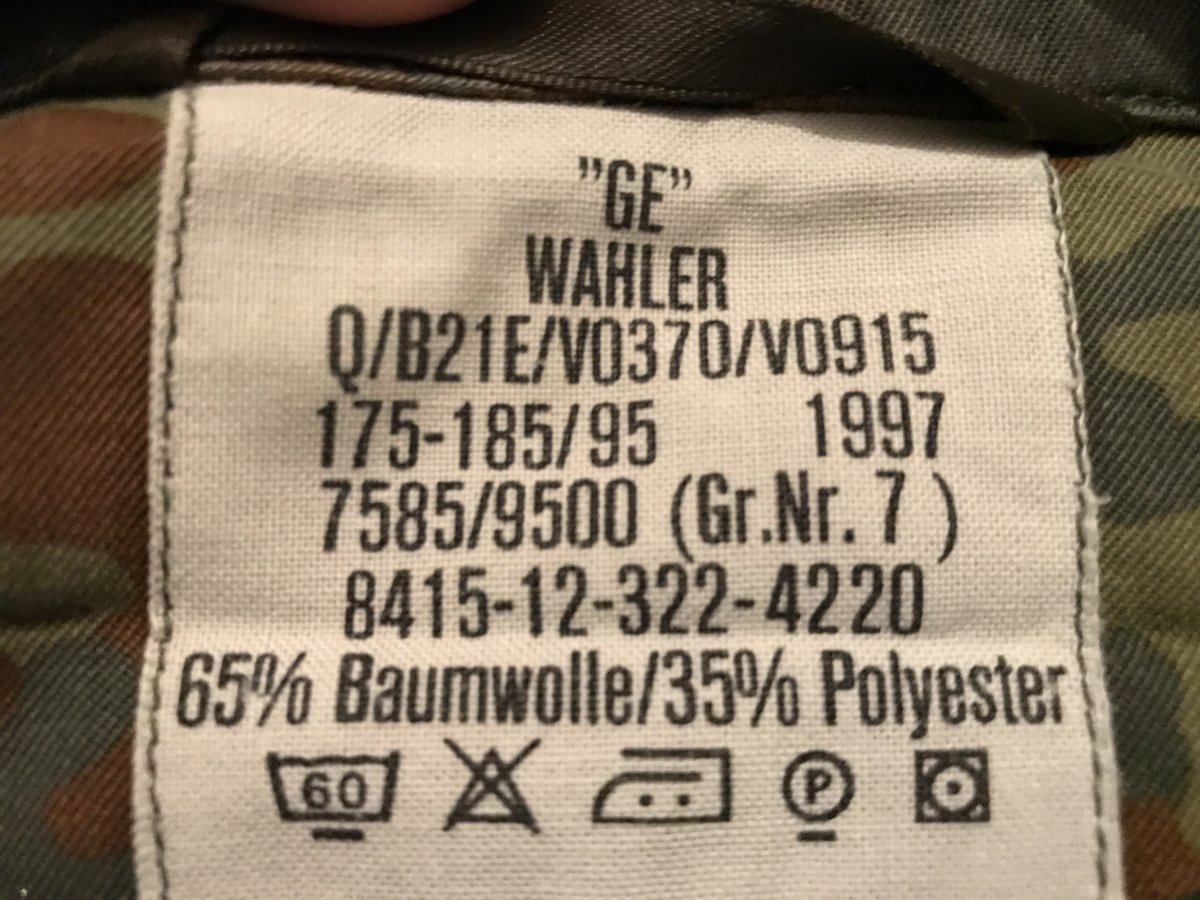 "GE"
WAHLER
Q/B21E/V0370/V0915
175-185/95 1997
7585/9500 (Gr.Nr. 7 )
8415-12-322-4220
65% Baumwolle/35% Polyester
60 P